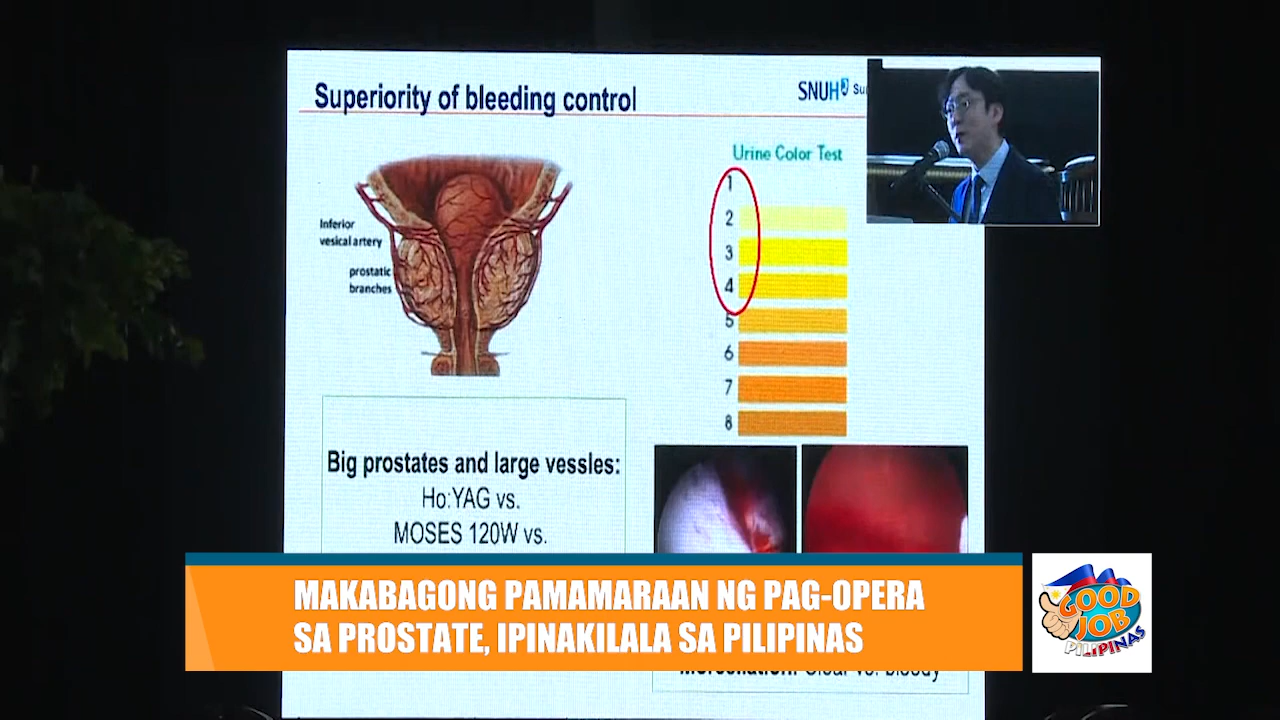 Superiority of bleeding control
SNUH
Urine Color Test
1
2
3
4
5
6
7
8
Inferior
vesical artery
prostatic
branches
Big prostates and large vessles:
Ho:YAG vs.
MOSES 120W vs.
MAKABAGONG PAMAMARAAN NG PAG-OPERA
SA PROSTATE, IPINAKILALA SA PILIPINAS
GOOD
JOB
PILIPINAS